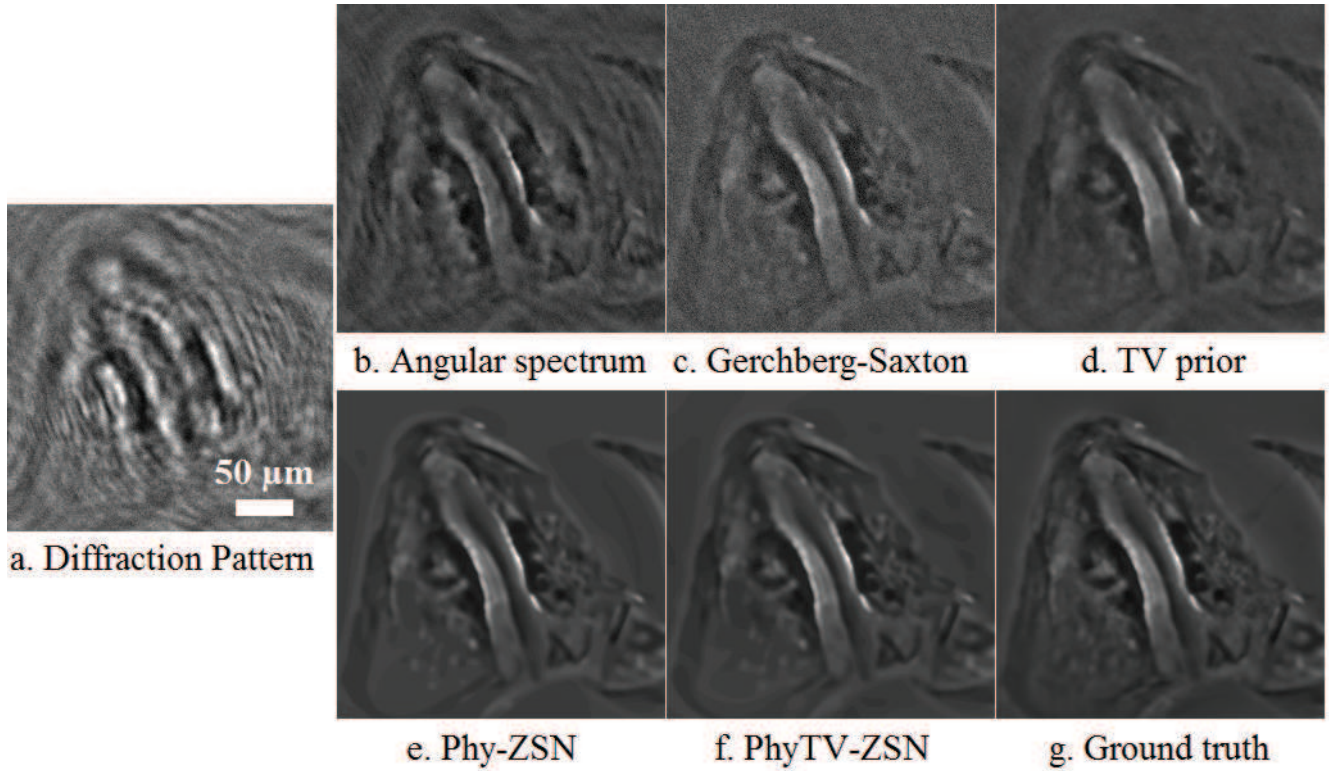 b. Angular spectrum
c. Gerchberg-Saxton
d. TV prior
50 µm
a. Diffraction Pattern
e. Phy-ZSN
f. PhyTV-ZSN
g. Ground truth